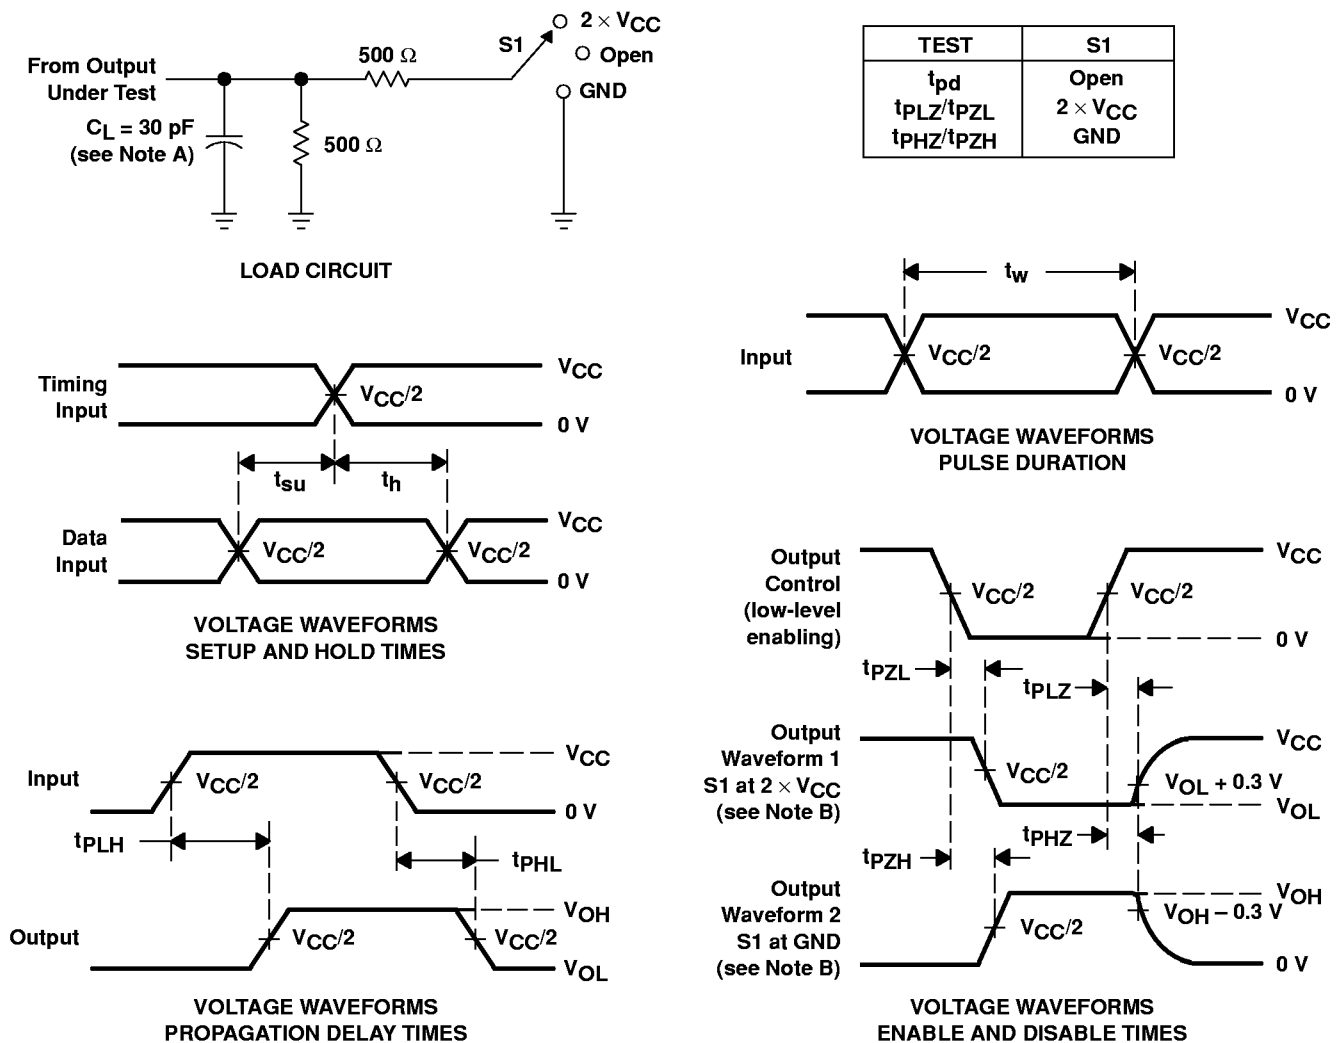 From Output
Under Test
CL = 30 pF
(see Note A)
500 Ω
500 Ω
S1
2 × VCC
Open
GND
LOAD CIRCUIT
TEST S1
tpd Open
tPLZ/tPZL 2 × VCC
tPHZ/tPZH GND
tw
Input
VCC/2
VCC/2
VCC
0 V
VOLTAGE WAVEFORMS
PULSE DURATION
Timing
Input
VCC/2
VCC
0 V
tsu
th
Data
Input
VCC/2
VCC/2
VCC
0 V
VOLTAGE WAVEFORMS
SETUP AND HOLD TIMES
Input
VCC/2
VCC/2
VCC
0 V
tPLH
tPHL
Output
VCC/2
VCC/2
VOH
VOL
VOLTAGE WAVEFORMS
PROPAGATION DELAY TIMES
Output
Control
(low-level
enabling)
VCC/2
VCC/2
VCC
0 V
tPZL
tPLZ
Output
Waveform 1
S1 at 2 × VCC
(see Note B)
VCC/2
VCC
VOL + 0.3 V
VOL
tPHZ
tPZH
Output
Waveform 2
S1 at GND
(see Note B)
VCC/2
VOH
VOH − 0.3 V
0 V
VOLTAGE WAVEFORMS
ENABLE AND DISABLE TIMES